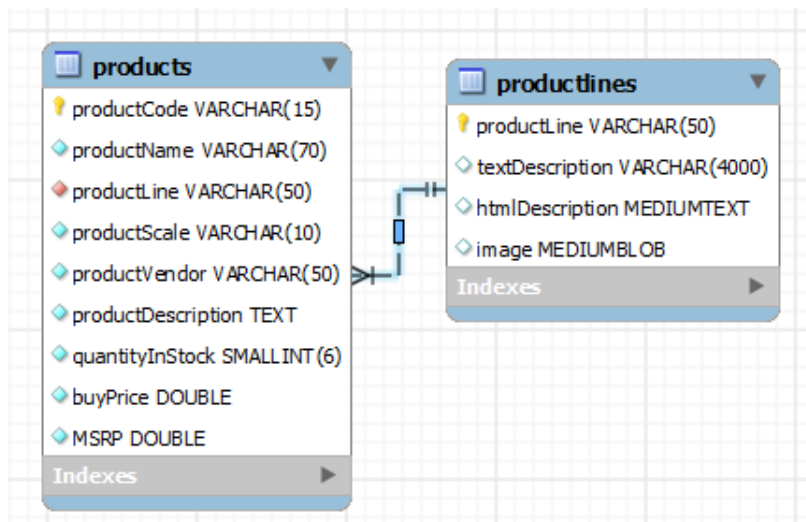 products
productCode VARCHAR(15)
productName VARCHAR(70)
productLine VARCHAR(50)
productScale VARCHAR(10)
productVendor VARCHAR(50)
productDescription TEXT
quantityInStock SMALLINT(6)
buyPrice DOUBLE
MSRP DOUBLE
Indexes
productlines
productLine VARCHAR(50)
textDescription VARCHAR(4000)
htmlDescription MEDIUMTEXT
image MEDIUMBLOB
Indexes